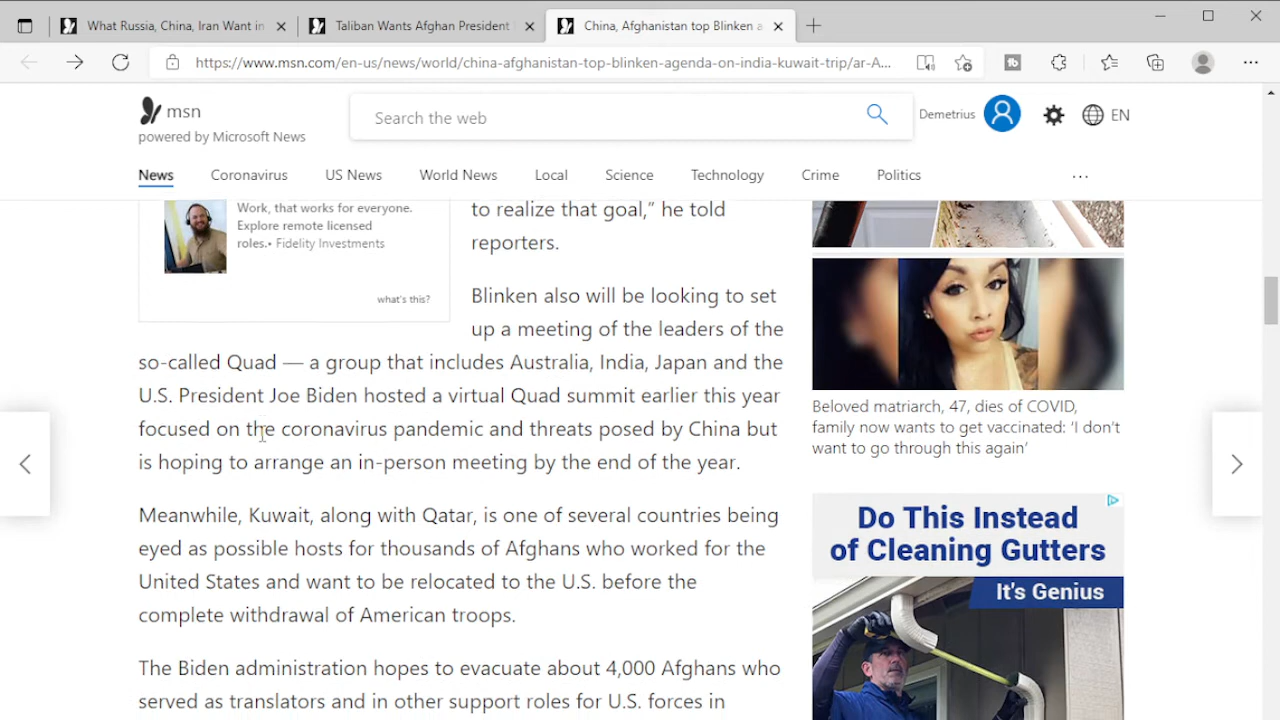 What Russia, China, Iran Want in
Taliban Wants Afghan President
China, Afghanistan top Blinken a
https://www.msn.com/en-us/news/world/china-afghanistan-top-blinken-agenda-on-india-kuwait-trip/ar-A...
msn
powered by Microsoft News
Search the web
Demetrius
EN
News
Coronavirus
US News
World News
Local
Science
Technology
Crime
Politics
...
Work, that works for everyone.
Explore remote licensed
roles.• Fidelity Investments
what's this?
to realize that goal,” he told
reporters.
Blinken also will be looking to set
up a meeting of the leaders of the
so-called Quad — a group that includes Australia, India, Japan and the
U.S. President Joe Biden hosted a virtual Quad summit earlier this year
focused on the coronavirus pandemic and threats posed by China but
is hoping to arrange an in-person meeting by the end of the year.
Meanwhile, Kuwait, along with Qatar, is one of several countries being
eyed as possible hosts for thousands of Afghans who worked for the
United States and want to be relocated to the U.S. before the
complete withdrawal of American troops.
The Biden administration hopes to evacuate about 4,000 Afghans who
served as translators and in other support roles for U.S. forces in
Beloved matriarch, 47, dies of COVID,
family now wants to get vaccinated: ‘I don’t
want to go through this again’
Do This Instead
of Cleaning Gutters
It's Genius